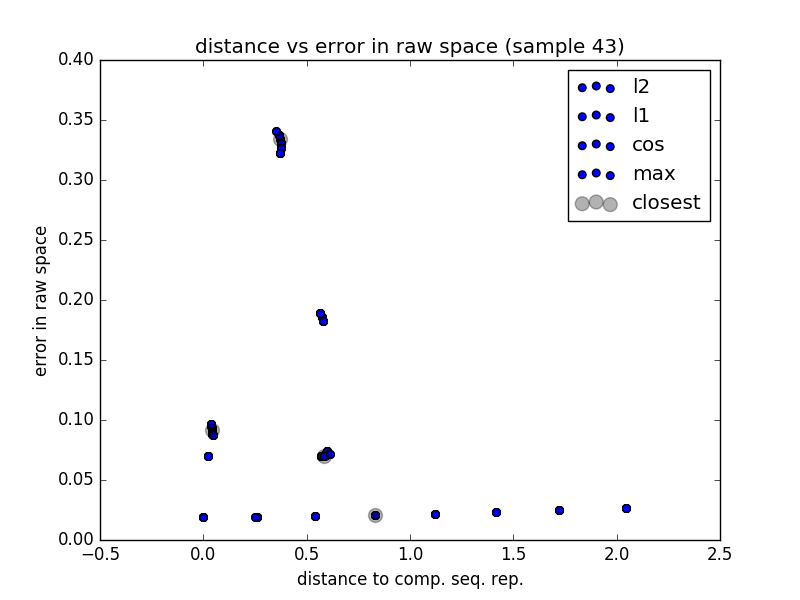 distance vs error in raw space (sample 43)
0.40
0.35
0.30
0.25
0.20
0.15
0.10
0.05
0.00
error in raw space
l2
l1
cos
max
closest
−0.5 0.0 0.5 1.0 1.5 2.0 2.5
distance to comp. seq. rep.